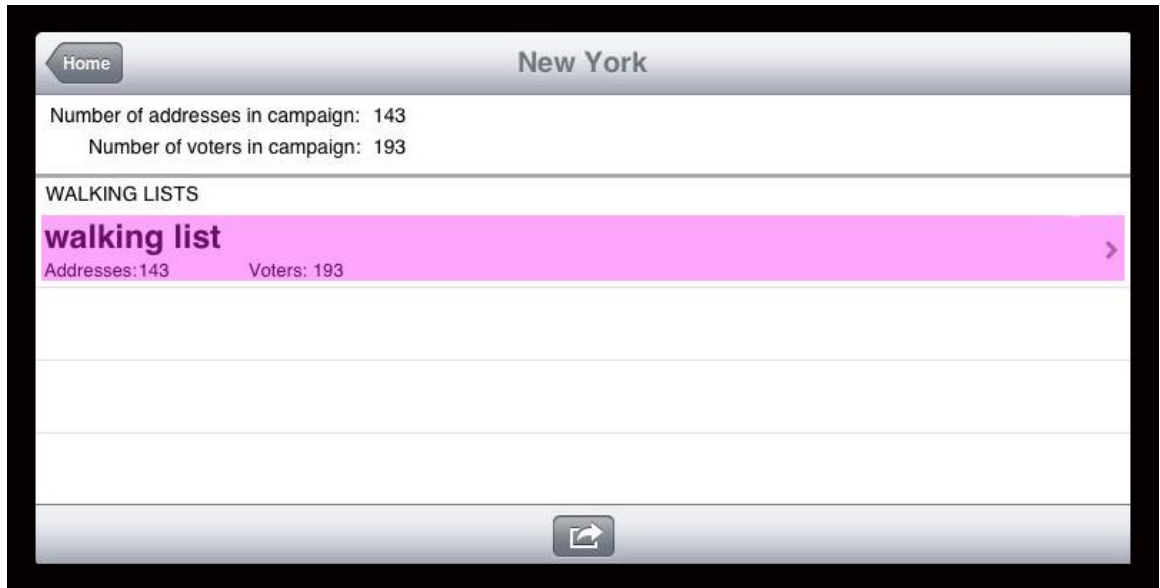 Home
New York
Number of addresses in campaign: 143
Number of voters in campaign: 193
WALKING LISTS
walking list
Addresses:143 Voters: 193